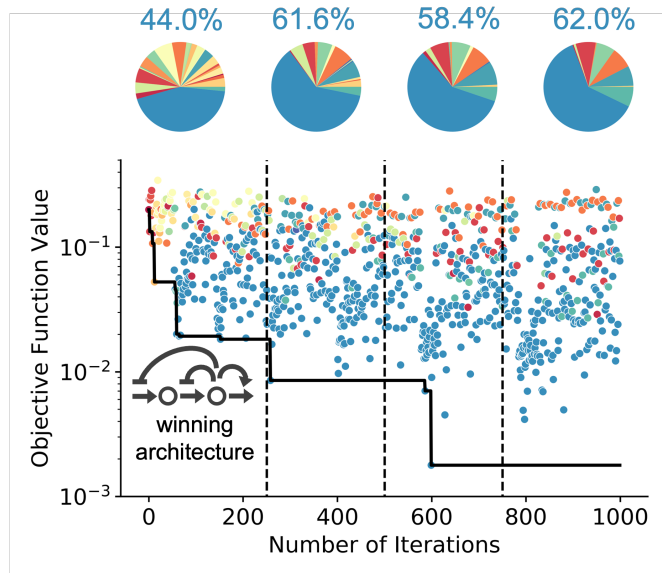 44.0% 61.6% 58.4% 62.0%
Objective Function Value
10⁻¹
10⁻²
10⁻³
winning
architecture
0 200 400 600 800 1000
Number of Iterations